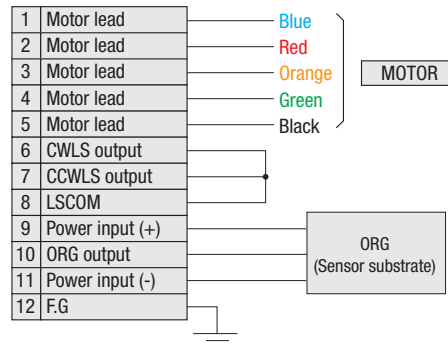 1 Motor lead Blue
2 Motor lead Red
3 Motor lead Orange MOTOR
4 Motor lead Green
5 Motor lead Black
6 CWLS output
7 CCWLS output
8 LSCOM
9 Power input (+)
10 ORG output
11 Power input (-)
12 F.G
ORG
(Sensor substrate)